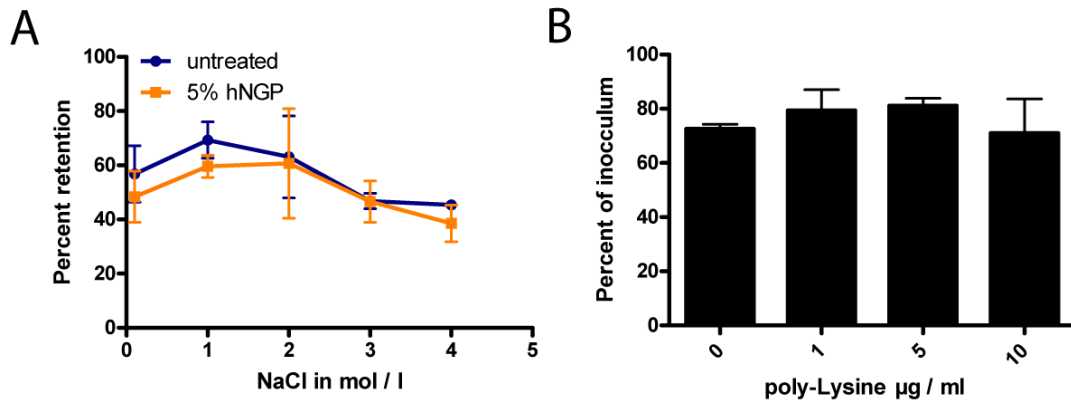 A
Percent retention
100
80
60
40
20
0
untreated
5% hNGP
0
1
2
3
4
5
NaCl in mol / l
B
Percent of inocculum
100
80
60
40
20
0
0
1
5
10
poly-Lysine µg / ml